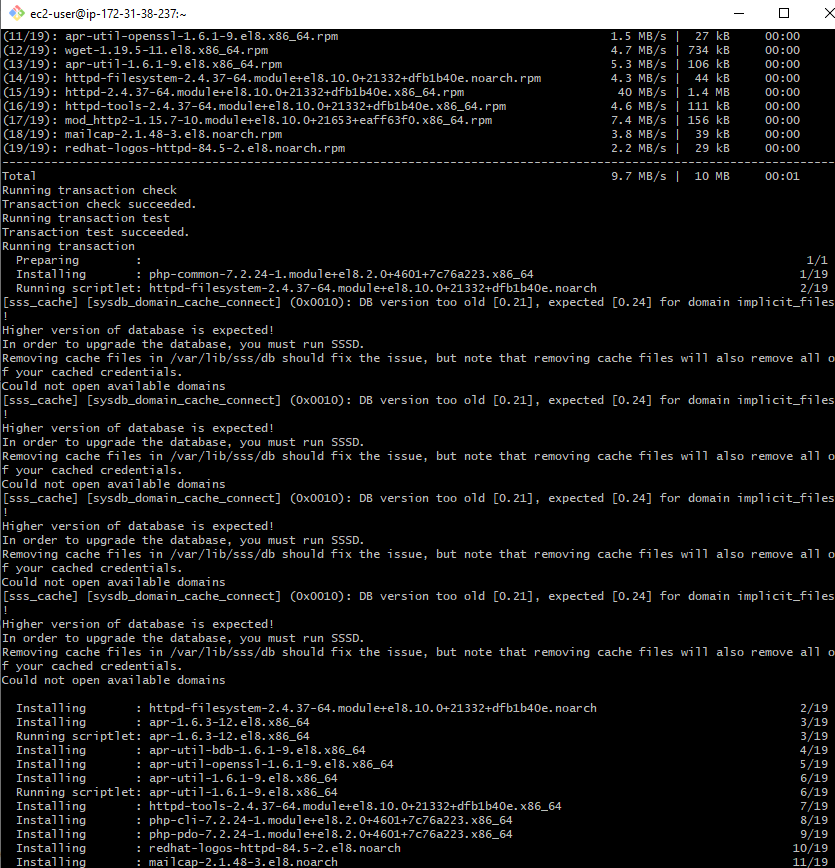 ec2-user@ip-172-31-38-237:~
(11/19): apr-util-openssl-1.6.1-9.el8.x86_64.rpm 1.5 MB/s | 27 kB 00:00
(12/19): wget-1.19.5-11.el8.x86_64.rpm 4.7 MB/s | 734 kB 00:00
(13/19): apr-util-1.6.1-9.el8.x86_64.rpm 5.3 MB/s | 106 kB 00:00
(14/19): httpd-filesystem-2.4.37-64.module+el8.10.0+21332+dfb1b40e.noarch.rpm 4.3 MB/s | 44 kB 00:00
(15/19): httpd-2.4.37-64.module+el8.10.0+21332+dfb1b40e.x86_64.rpm 40 MB/s | 1.4 MB 00:00
(16/19): httpd-tools-2.4.37-64.module+el8.10.0+21332+dfb1b40e.x86_64.rpm 4.6 MB/s | 111 kB 00:00
(17/19): mod_http2-1.15.7-10.module+el8.10.0+21653+eaff63f0.x86_64.rpm 7.4 MB/s | 156 kB 00:00
(18/19): mailcap-2.1.48-3.el8.noarch.rpm 3.8 MB/s | 39 kB 00:00
(19/19): redhat-logos-httpd-84.5-2.el8.noarch.rpm 2.2 MB/s | 29 kB 00:00
--------------------------------------------------------------------------------
Total 9.7 MB/s | 10 MB 00:01
Running transaction check
Transaction check succeeded.
Running transaction test
Transaction test succeeded.
Running transaction
Preparing : 1/1
Installing : php-common-7.2.24-1.module+el8.2.0+4601+7c76a223.x86_64 1/19
Running scriptlet: httpd-filesystem-2.4.37-64.module+el8.10.0+21332+dfb1b40e.noarch 2/19
[sss_cache] [sysdb_domain_cache_connect] (0x0010): DB version too old [0.21], expected [0.24] for domain implicit_files
!
Higher version of database is expected!
In order to upgrade the database, you must run SSSD.
Removing cache files in /var/lib/sss/db should fix the issue, but note that removing cache files will also remove all o
f your cached credentials.
Could not open available domains
[sss_cache] [sysdb_domain_cache_connect] (0x0010): DB version too old [0.21], expected [0.24] for domain implicit_files
!
Higher version of database is expected!
In order to upgrade the database, you must run SSSD.
Removing cache files in /var/lib/sss/db should fix the issue, but note that removing cache files will also remove all o
f your cached credentials.
Could not open available domains
[sss_cache] [sysdb_domain_cache_connect] (0x0010): DB version too old [0.21], expected [0.24] for domain implicit_files
!
Higher version of database is expected!
In order to upgrade the database, you must run SSSD.
Removing cache files in /var/lib/sss/db should fix the issue, but note that removing cache files will also remove all o
f your cached credentials.
Could not open available domains
[sss_cache] [sysdb_domain_cache_connect] (0x0010): DB version too old [0.21], expected [0.24] for domain implicit_files
!
Higher version of database is expected!
In order to upgrade the database, you must run SSSD.
Removing cache files in /var/lib/sss/db should fix the issue, but note that removing cache files will also remove all o
f your cached credentials.
Could not open available domains
Installing : httpd-filesystem-2.4.37-64.module+el8.10.0+21332+dfb1b40e.noarch 2/19
Installing : apr-1.6.3-12.el8.x86_64 3/19
Running scriptlet: apr-1.6.3-12.el8.x86_64 3/19
Installing : apr-util-bdb-1.6.1-9.el8.x86_64 4/19
Installing : apr-util-openssl-1.6.1-9.el8.x86_64 5/19
Installing : apr-util-1.6.1-9.el8.x86_64 6/19
Running scriptlet: apr-util-1.6.1-9.el8.x86_64 6/19
Installing : httpd-tools-2.4.37-64.module+el8.10.0+21332+dfb1b40e.x86_64 7/19
Installing : php-cli-7.2.24-1.module+el8.2.0+4601+7c76a223.x86_64 8/19
Installing : php-pdo-7.2.24-1.module+el8.2.0+4601+7c76a223.x86_64 9/19
Installing : redhat-logos-httpd-84.5-2.el8.noarch 10/19
Installing : mailcap-2.1.48-3.el8.noarch 11/19